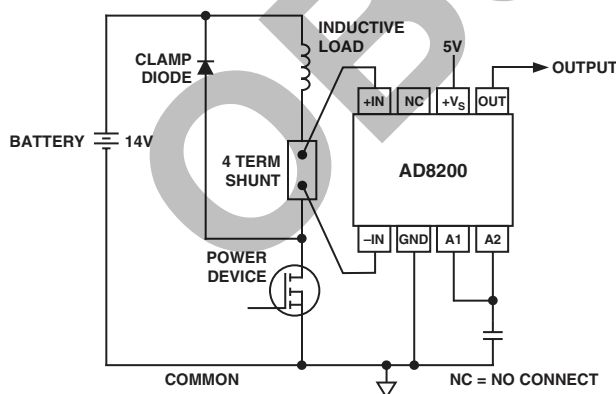 INDUCTIVE
LOAD
CLAMP
DIODE
5V
OUTPUT
+IN NC +VS OUT
BATTERY 14V
4 TERM
SHUNT
AD8200
–IN GND A1 A2
POWER
DEVICE
COMMON
NC = NO CONNECT